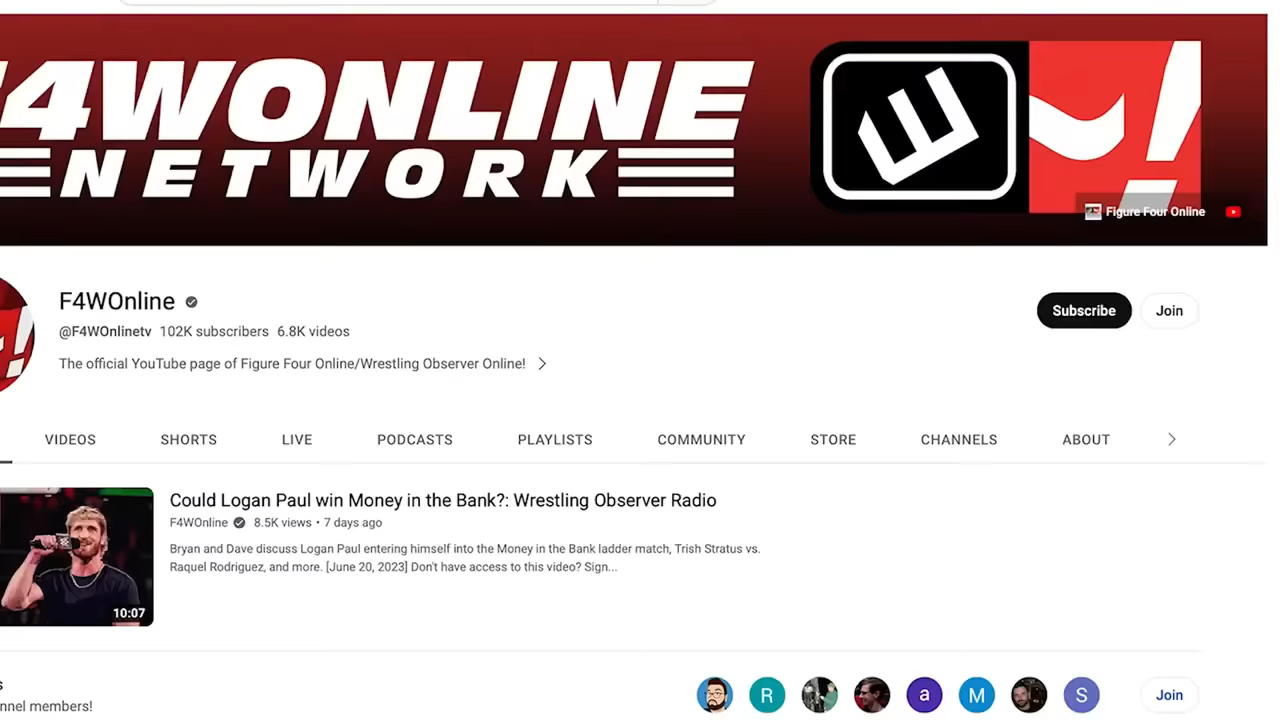 F4WONLINE
NETWORK
Figure Four Online
F4WOnline
@F4WOnlinetv 102K subscribers 6.8K videos
The official YouTube page of Figure Four Online/Wrestling Observer Online!
Subscribe
Join
VIDEOS SHORTS LIVE PODCASTS PLAYLISTS COMMUNITY STORE CHANNELS ABOUT
Could Logan Paul win Money in the Bank?: Wrestling Observer Radio
F4WOnline 8.5K views • 7 days ago
Bryan and Dave discuss Logan Paul entering himself into the Money in the Bank ladder match, Trish Stratus vs.
Raquel Rodriguez, and more. [June 20, 2023] Don't have access to this video? Sign...
10:07
R a M S
Join
nnel members!